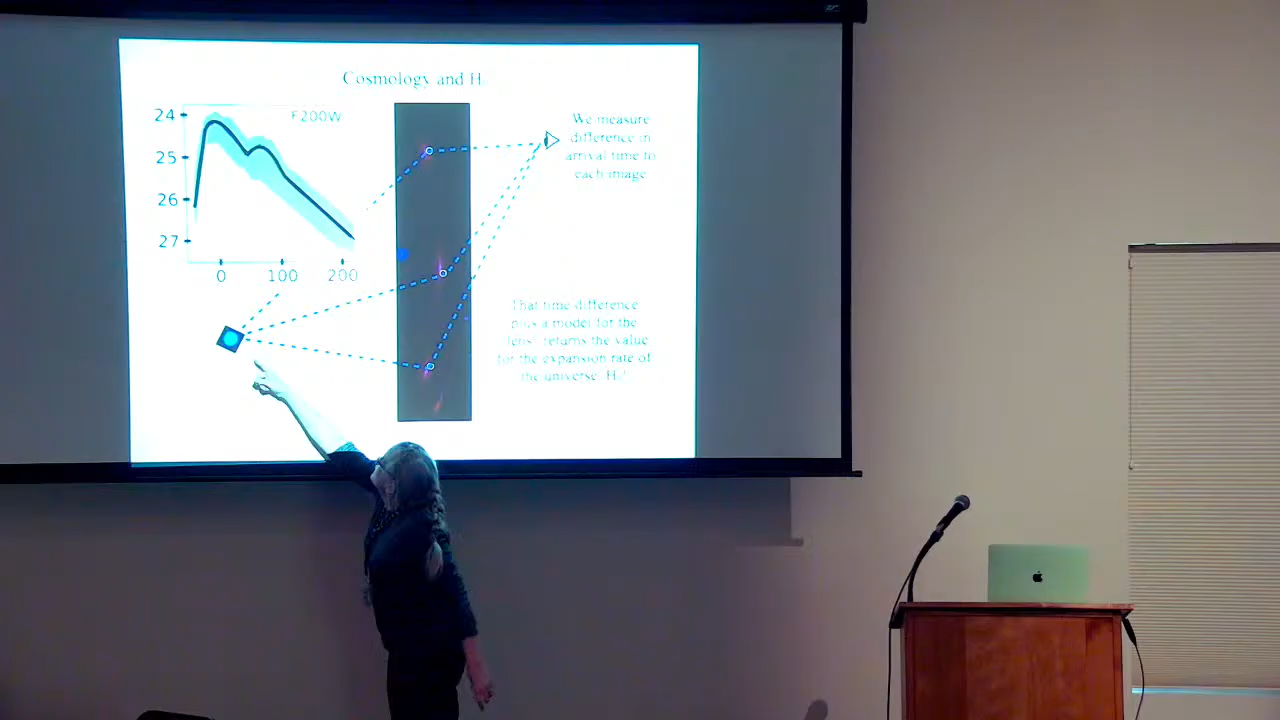 Cosmology and H₀
F200W
24
25
26
27
0 100 200
We measure
difference in
arrival time to
each image
That time difference
plus a model for the
"lens" returns the value
for the expansion rate of
the universe: H₀!